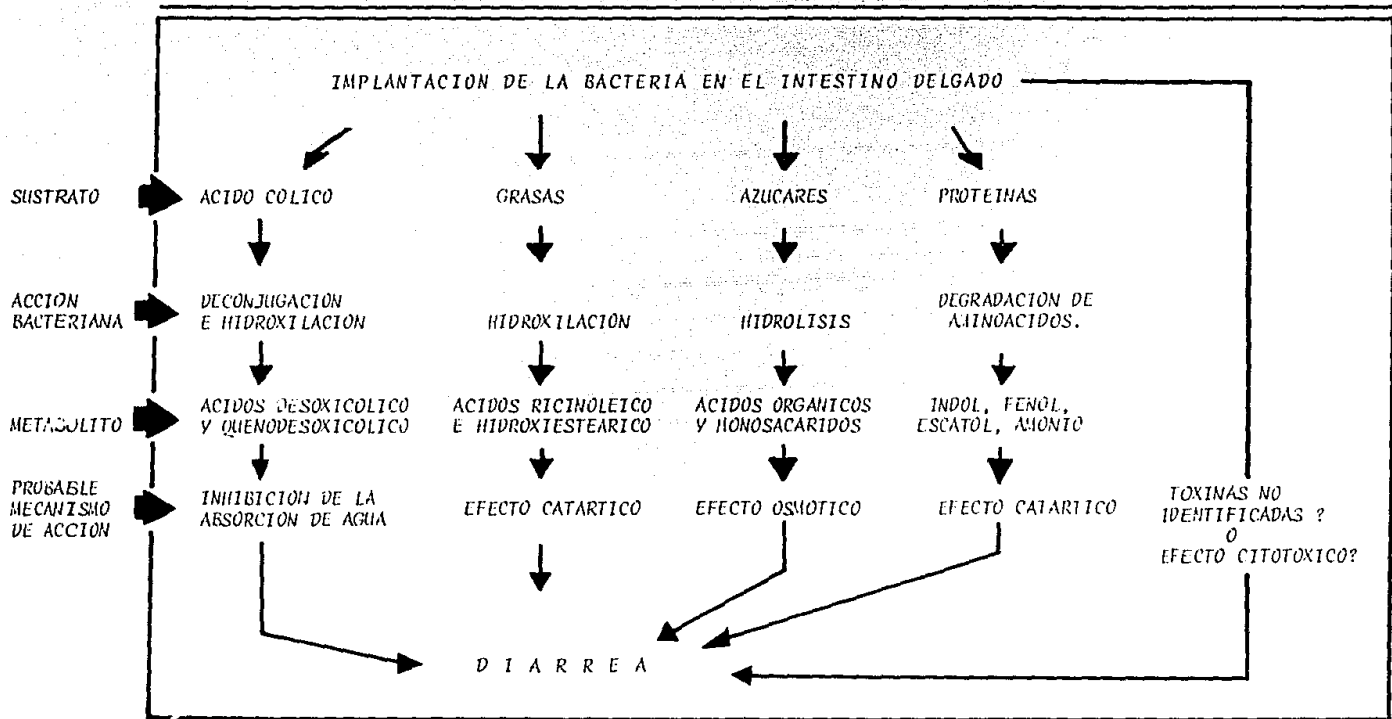 IMPLANTACION DE LA BACTERIA EN EL INTESTINO DELGADO
SUSTRATO
ACIDO COLICO
GRASAS
AZUCARES
PROTEINAS
ACCION
BACTERIANA
DECONJUGACION
E HIDROXILACION
HIDROXILACION
HIDROLISIS
DEGRADACION DE
AMINOACIDOS.
METABOLITO
ACIDOS DESOXICOLICO
Y QUENODESOXICOLICO
ACIDOS RICINOLEICO
E HIDROXIESTEARICO
ACIDOS ORGANICOS
Y MONOSACARIDOS
INDOL, FENOL,
ESCATOL, AMONIO
PROBABLE
MECANISMO
DE ACCION
INHIBICION DE LA
ABSORCION DE AGUA
EFECTO CATARTICO
EFECTO OSMOTICO
EFECTO CATARTICO
TOXINAS NO
IDENTIFICADAS ?
O
EFECTO CITOTOXICO?
D I A R R E A